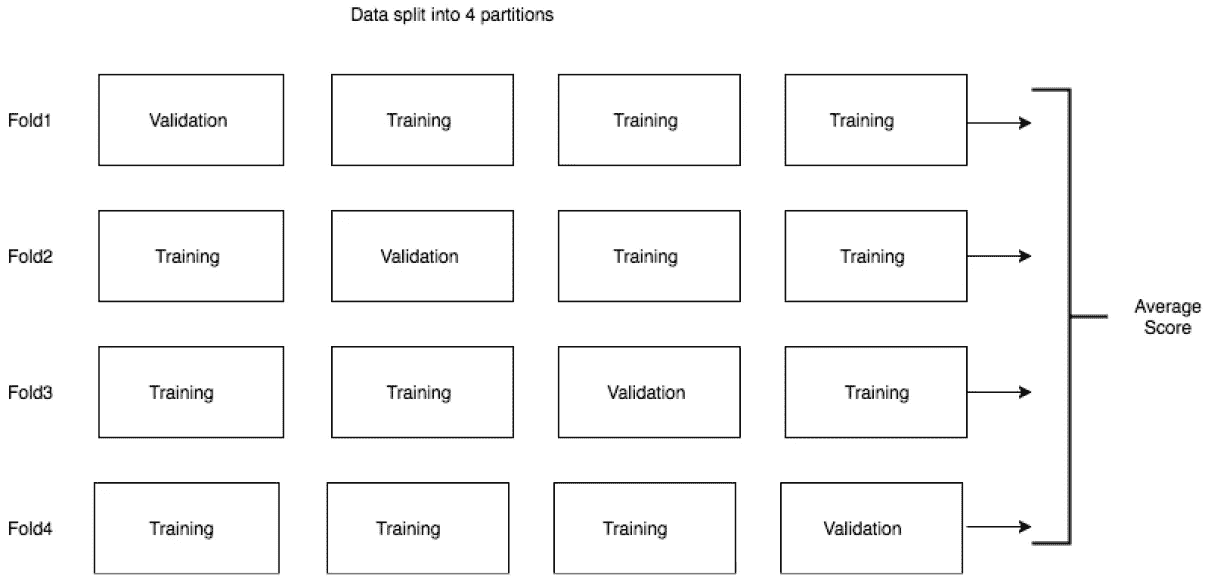 Data split into 4 partitions
Fold1 Validation Training Training Training
Fold2 Training Validation Training Training
Fold3 Training Training Validation Training
Fold4 Training Training Training Validation
Average
Score